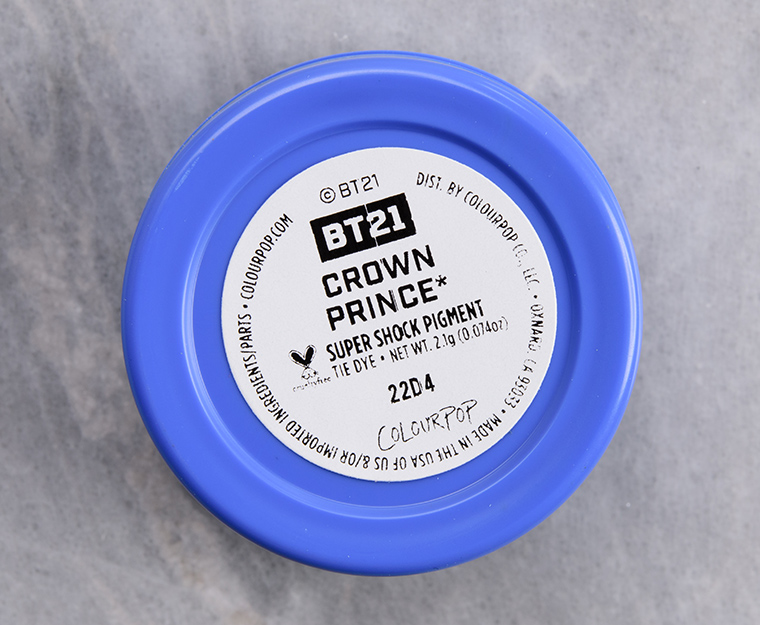 © BT21
BT21
CROWN
PRINCE*
SUPER SHOCK PIGMENT
TIE DYE • NET WT. 2.1g (0.074oz)
crueltyfree
22D4
COLOURPOP
DIST. BY COLOURPOP CO., LLC. • OXNARD, CA 93033 • MADE IN THE USA OF US &/OR IMPORTED INGREDIENTS/PARTS • COLOURPOP.COM